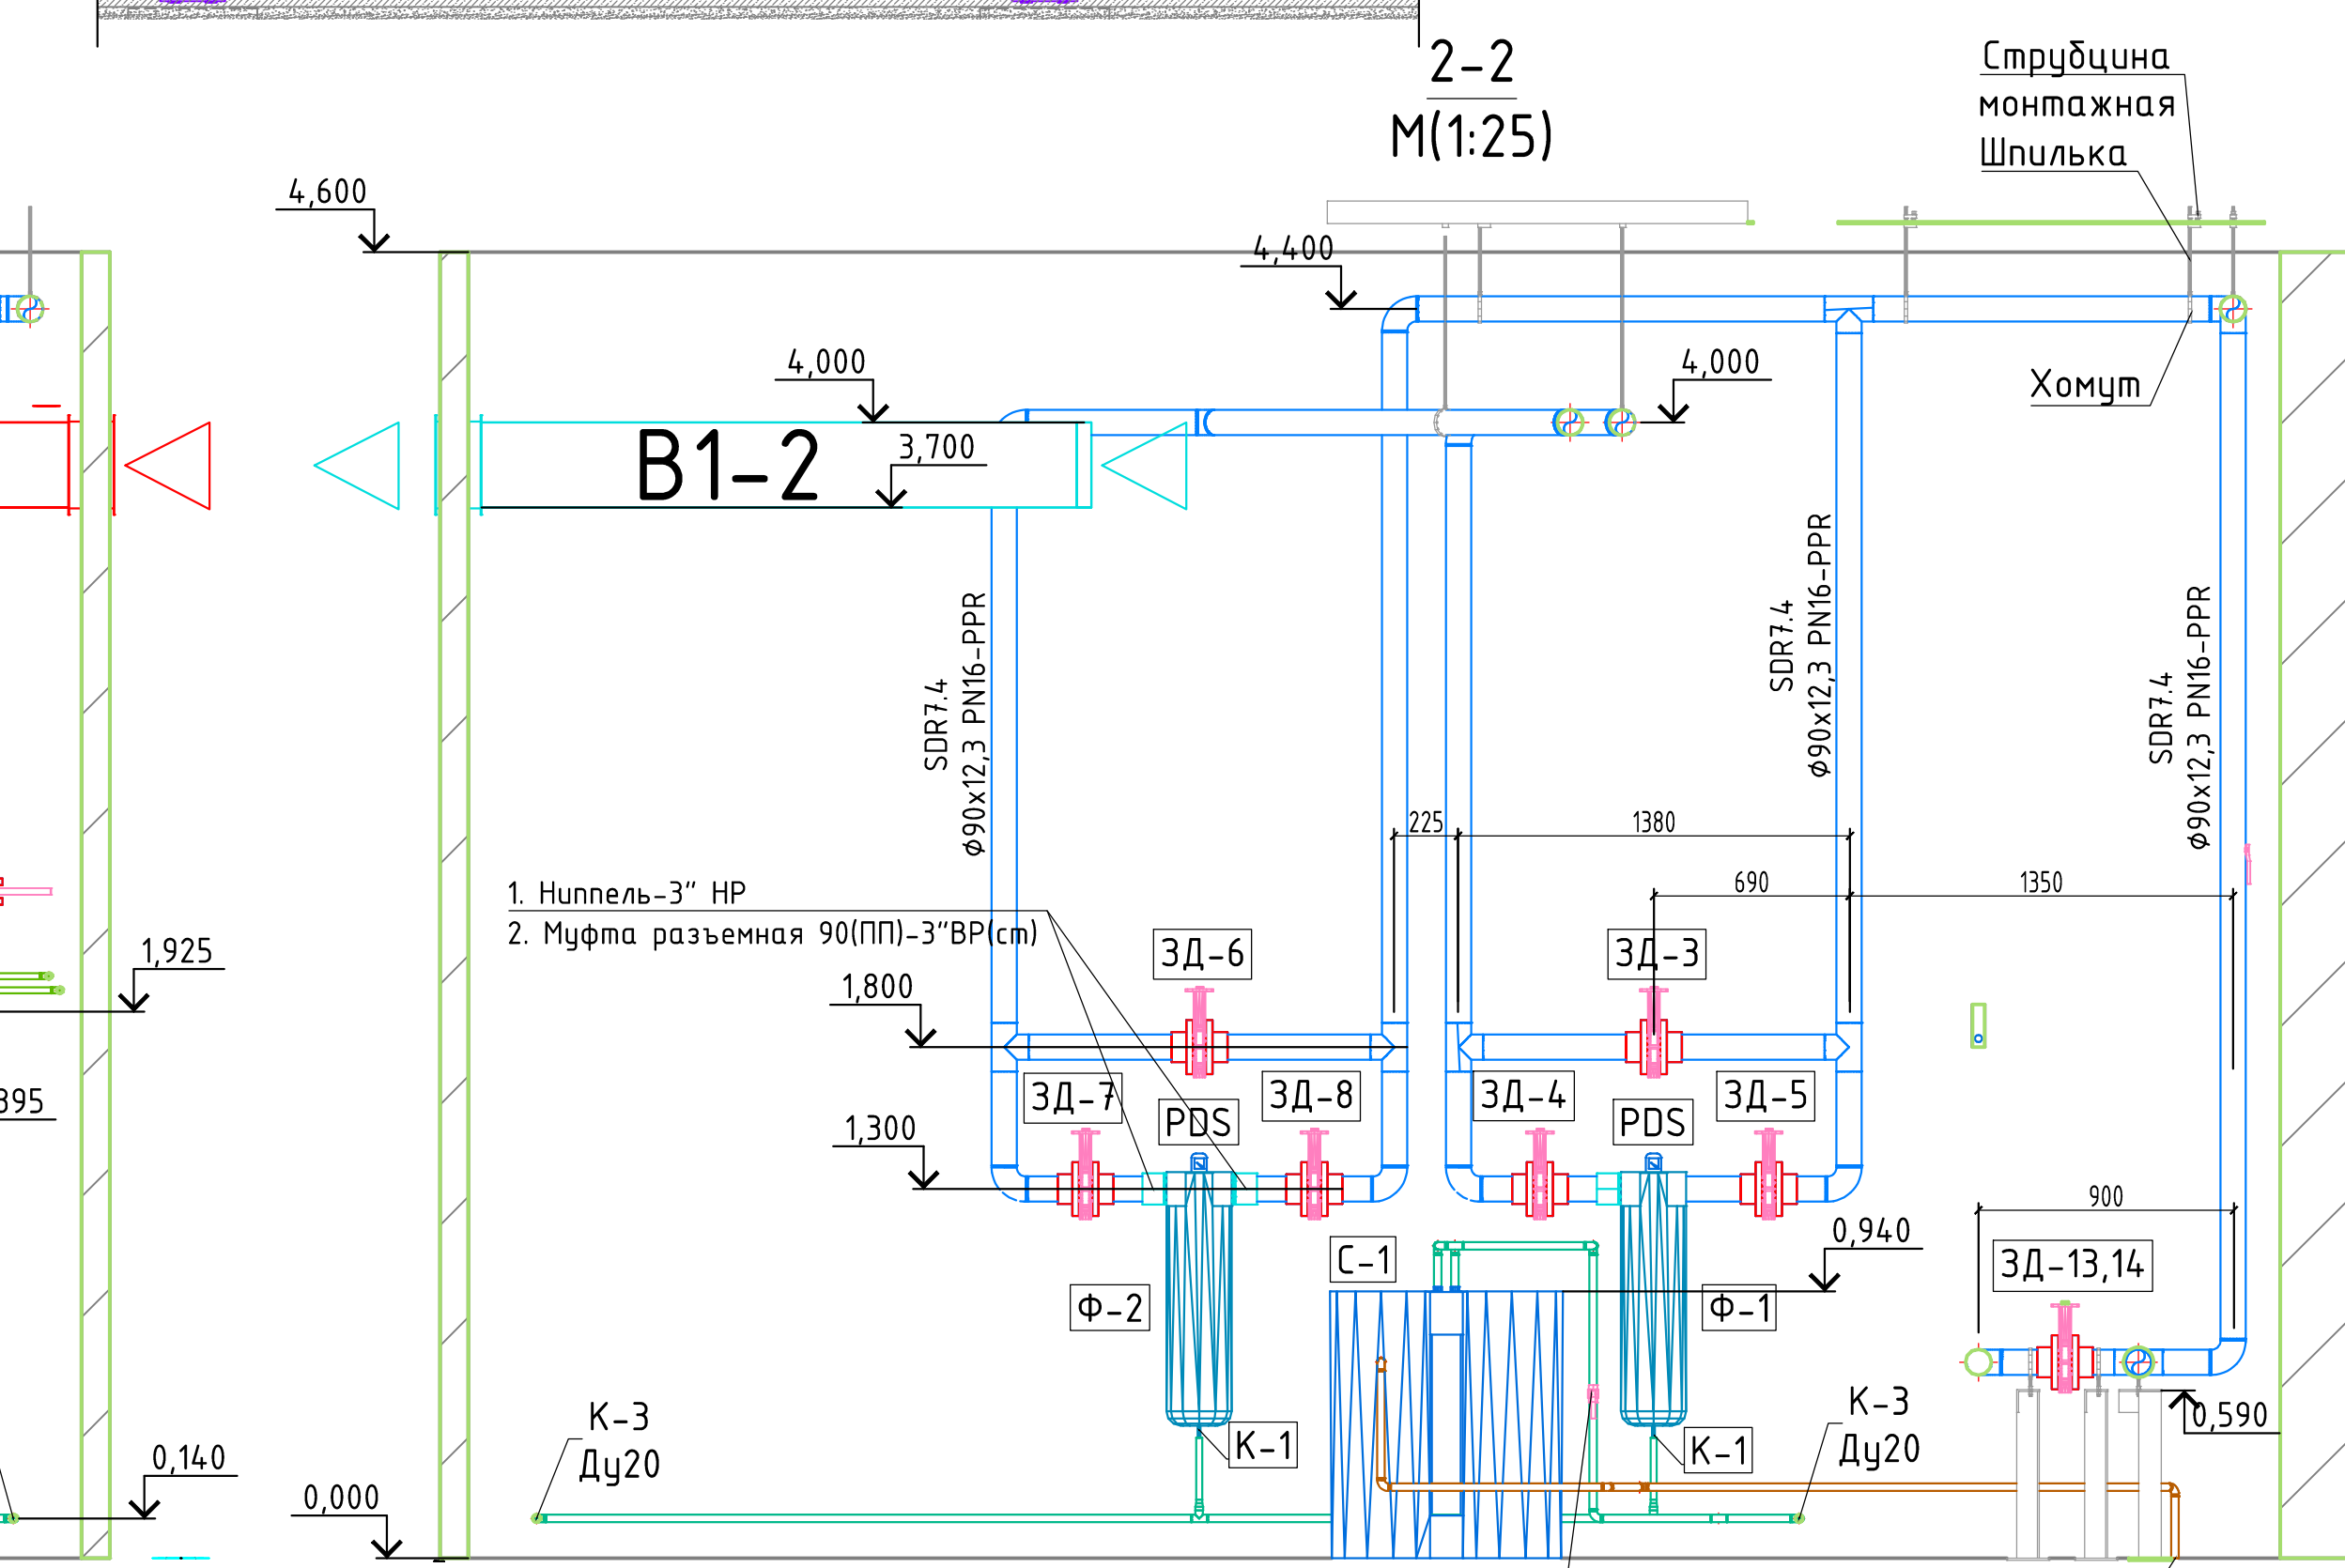 2-2
М(1:25)
Струбцина
монтажная
Шпилька
4,600
4,400
4,000
4,000
Хомут
В1-2
3,700
SDR7.4
ф90х12,3 PN16-PPR
SDR7.4
ф90х12,3 PN16-PPR
SDR7.4
ф90х12,3 PN16-PPR
225
1380
690
1350
1. Ниппель-3" НР
2. Муфта разъемная 90(ПП)-3"ВР(ст)
1,925
ЗД-6
ЗД-3
1,800
895
ЗД-7
PDS
ЗД-8
ЗД-4
PDS
ЗД-5
1,300
900
0,940
С-1
ЗД-13,14
Ф-2
Ф-1
К-3
Ду20
К-1
К-1
К-3
Ду20
0,590
0,140
0,000